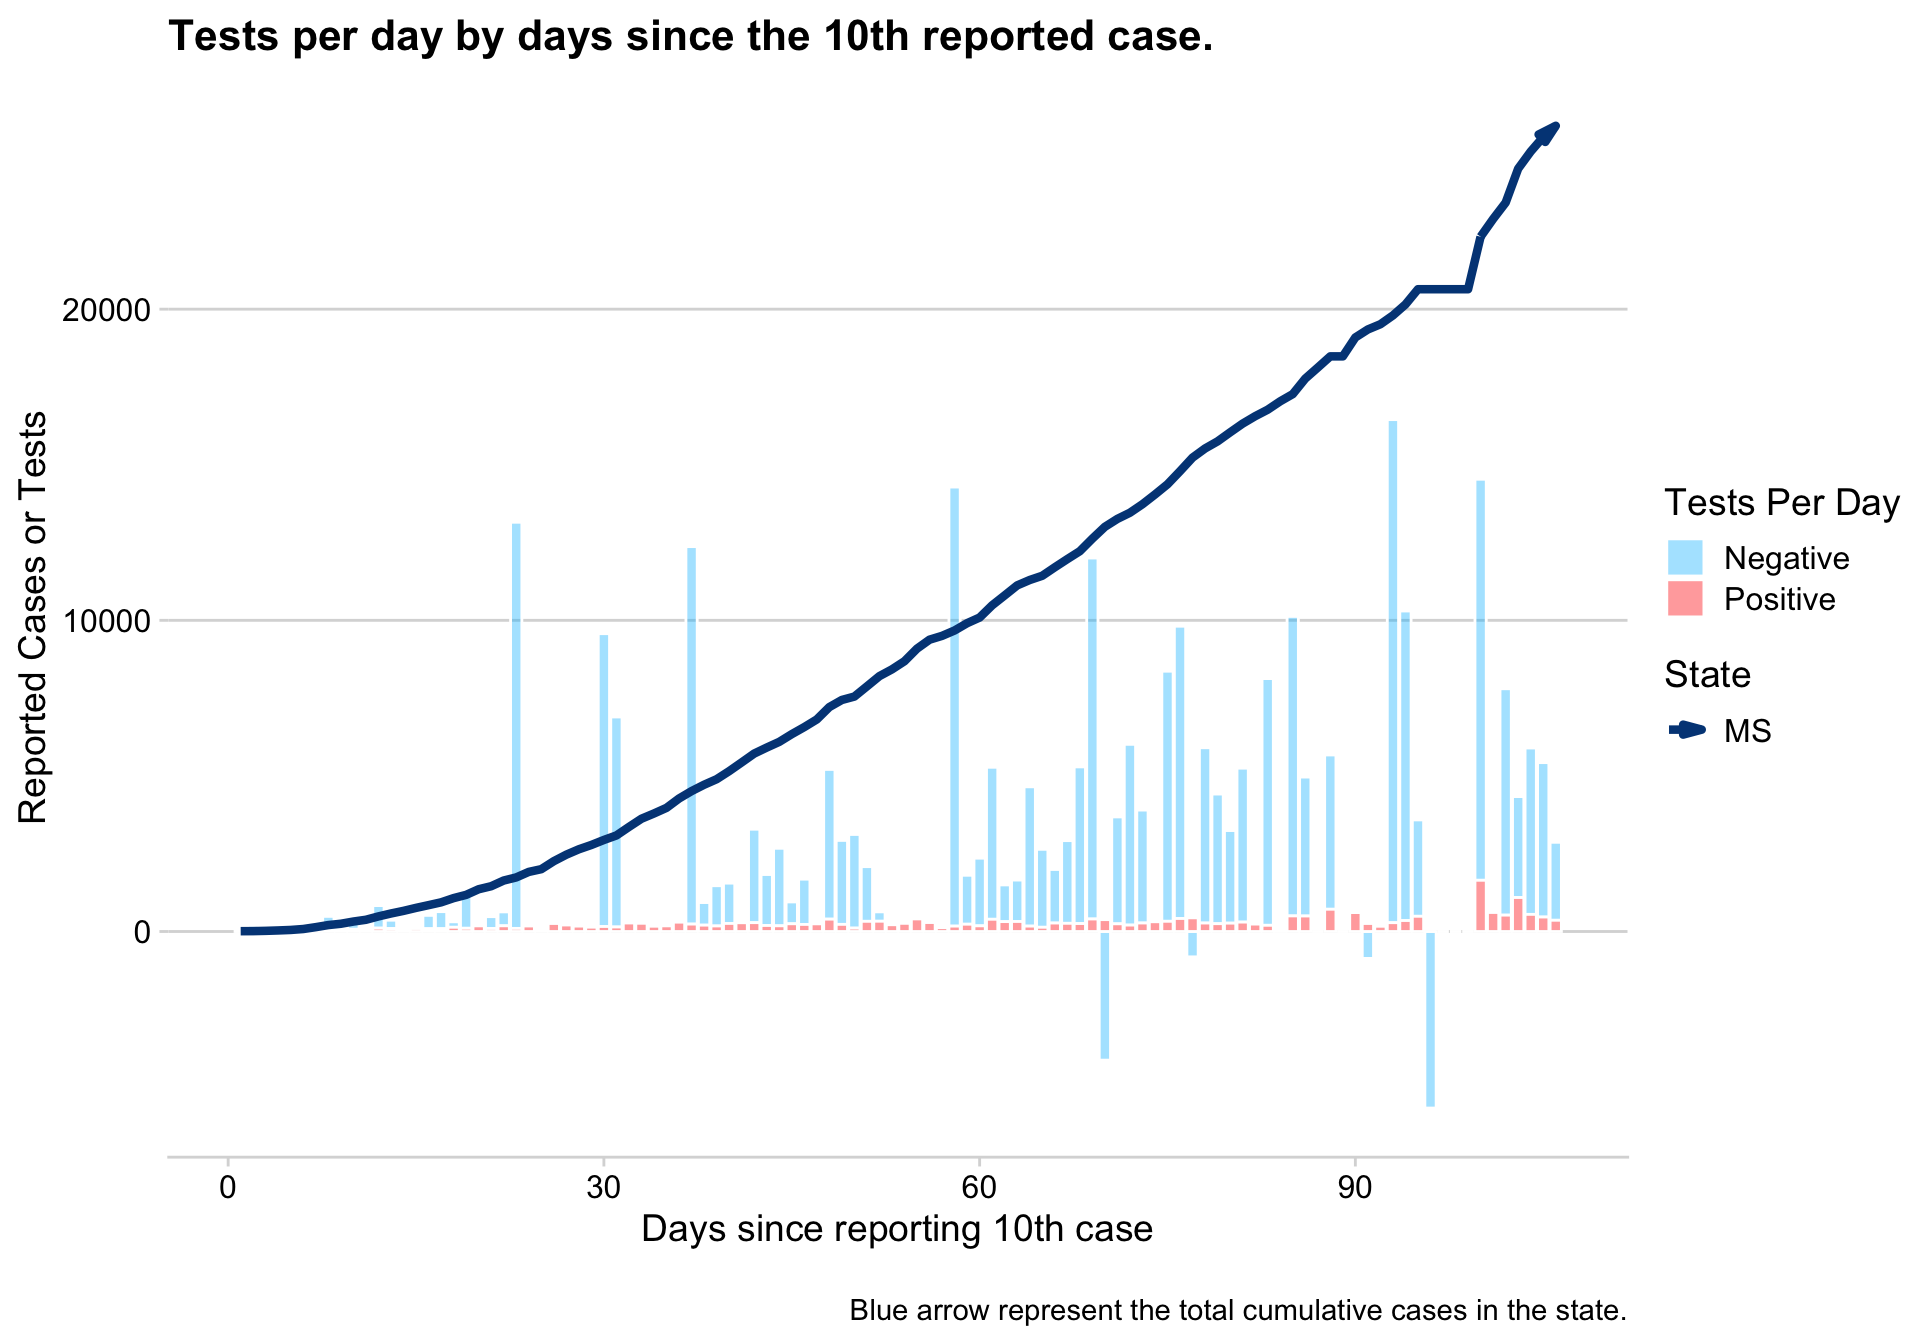 Tests per day by days since the 10th reported case.
Reported Cases or Tests
20000
10000
0
0
30
60
90
Days since reporting 10th case
Tests Per Day
Negative
Positive
State
MS
Blue arrow represent the total cumulative cases in the state.